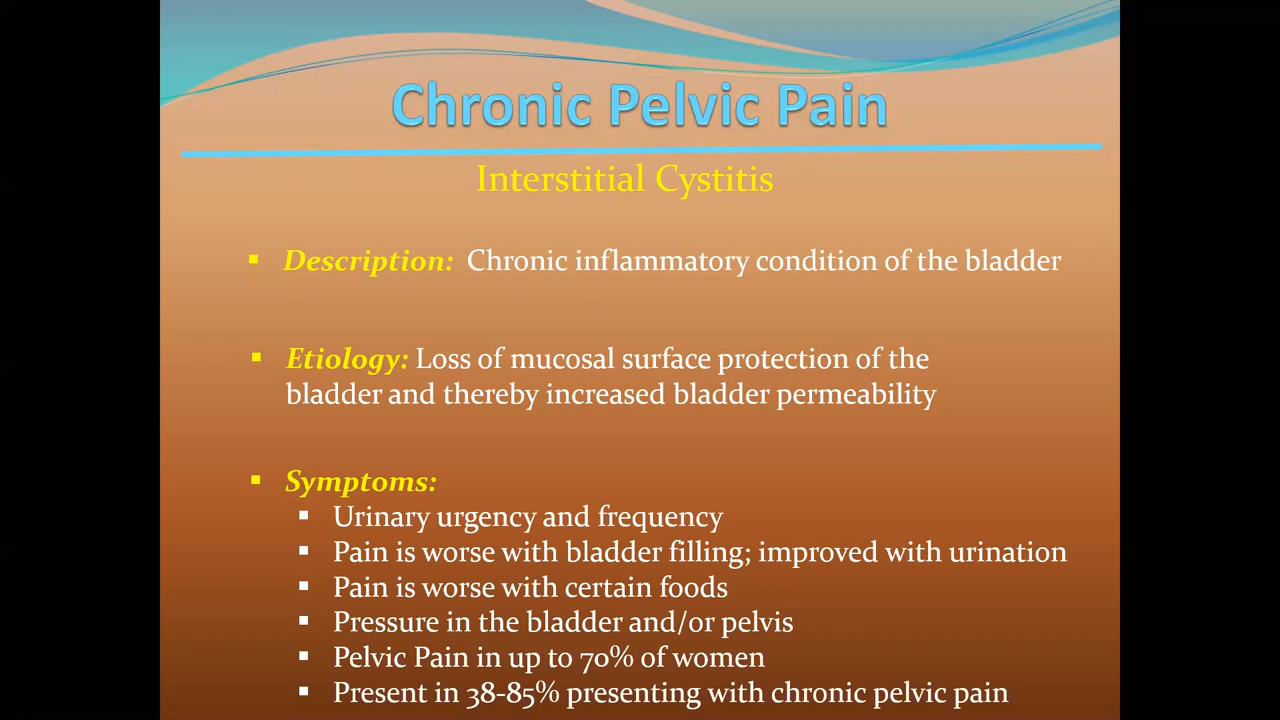 Chronic Pelvic Pain
Interstitial Cystitis
▪ Description: Chronic inflammatory condition of the bladder
▪ Etiology: Loss of mucosal surface protection of the
bladder and thereby increased bladder permeability
▪ Symptoms:
▪ Urinary urgency and frequency
▪ Pain is worse with bladder filling; improved with urination
▪ Pain is worse with certain foods
▪ Pressure in the bladder and/or pelvis
▪ Pelvic Pain in up to 70% of women
▪ Present in 38-85% presenting with chronic pelvic pain